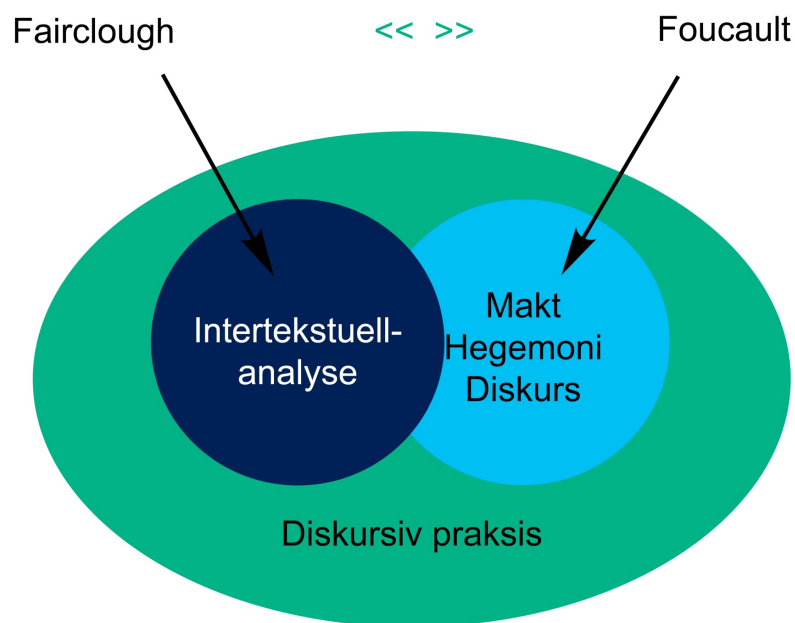 Fairclough << >> Foucault
Intertekstuell-
analyse
Makt
Hegemoni
Diskurs
Diskursiv praksis